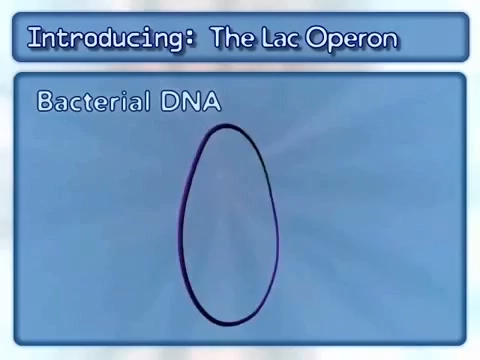 Introducing: The Lac Operon
Bacterial DNA